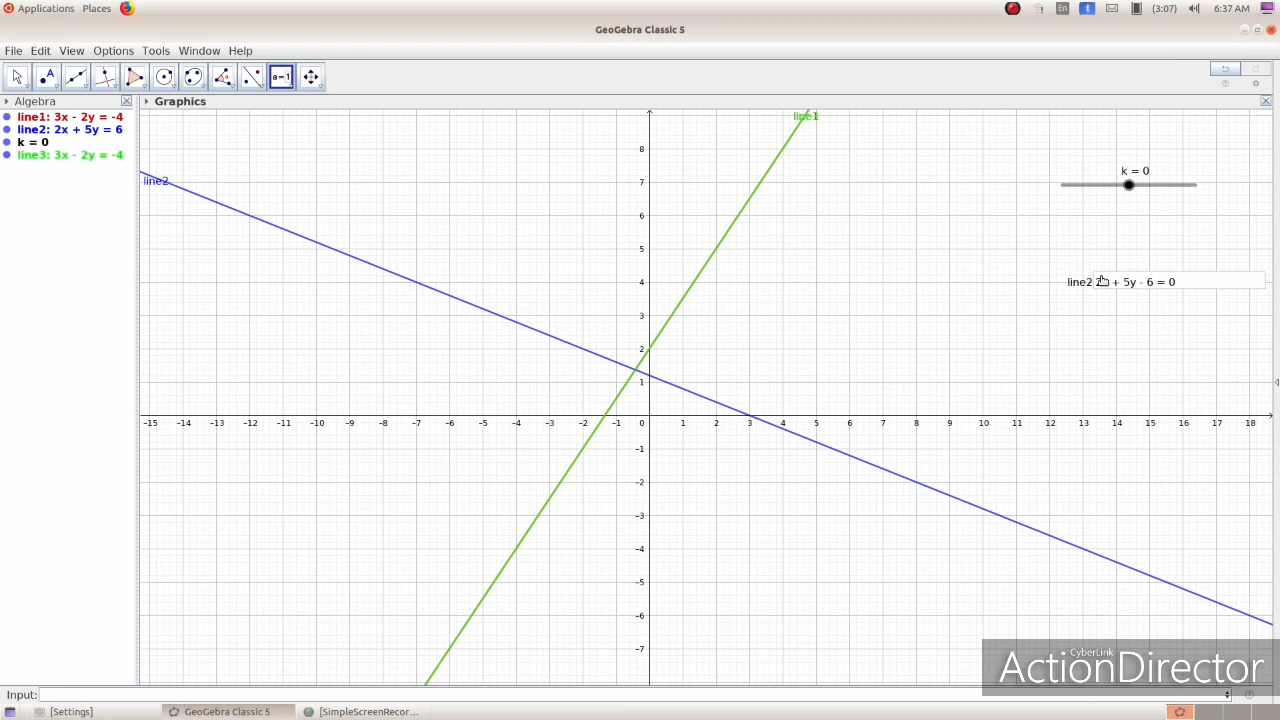 Applications Places En (3:07) 6:37 AM
GeoGebra Classic 5
File Edit View Options Tools Window Help
A a=1
Algebra Graphics
line1: 3x - 2y = -4
line2: 2x + 5y = 6
k = 0
line3: 3x - 2y = -4
line1
line2
k = 0
line2 + 5y - 6 = 0
8
7
6
5
4
3
2
1
-15 -14 -13 -12 -11 -10 -9 -8 -7 -6 -5 -4 -3 -2 -1 0 1 2 3 4 5 6 7 8 9 10 11 12 13 14 15 16 17 18
-1
-2
-3
-4
-5
-6
-7
CyberLink
ActionDirector
Input:
[Settings] GeoGebra Classic 5 [SimpleScreenRecor...